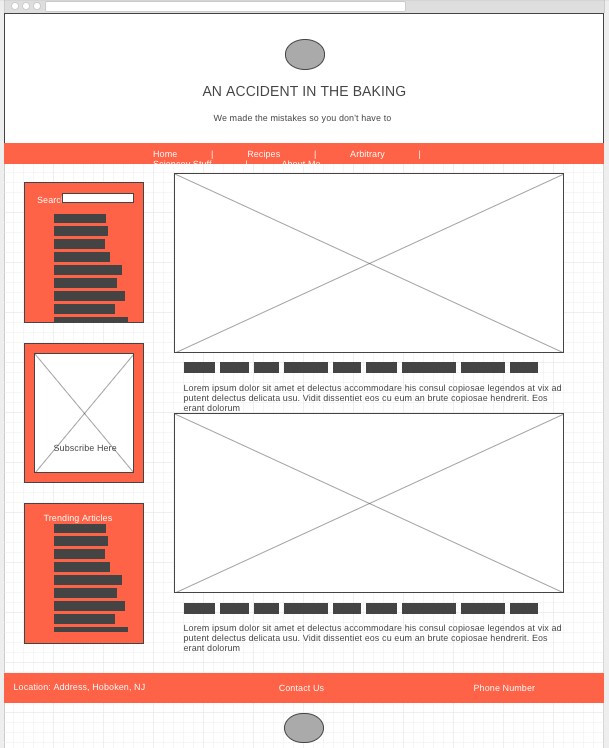 AN ACCIDENT IN THE BAKING
We made the mistakes so you don't have to
Home | Recipes | Arbitrary |
Sciencey Stuff | About Me
Searc
Lorem ipsum dolor sit amet et delectus accommodare his consul copiosae legendos at vix ad
putent delectus delicata usu. Vidit dissentiet eos cu eum an brute copiosae hendrerit. Eos
erant dolorum
Subscribe Here
Trending Articles
Lorem ipsum dolor sit amet et delectus accommodare his consul copiosae legendos at vix ad
putent delectus delicata usu. Vidit dissentiet eos cu eum an brute copiosae hendrerit. Eos
erant dolorum
Location: Address, Hoboken, NJ
Contact Us
Phone Number